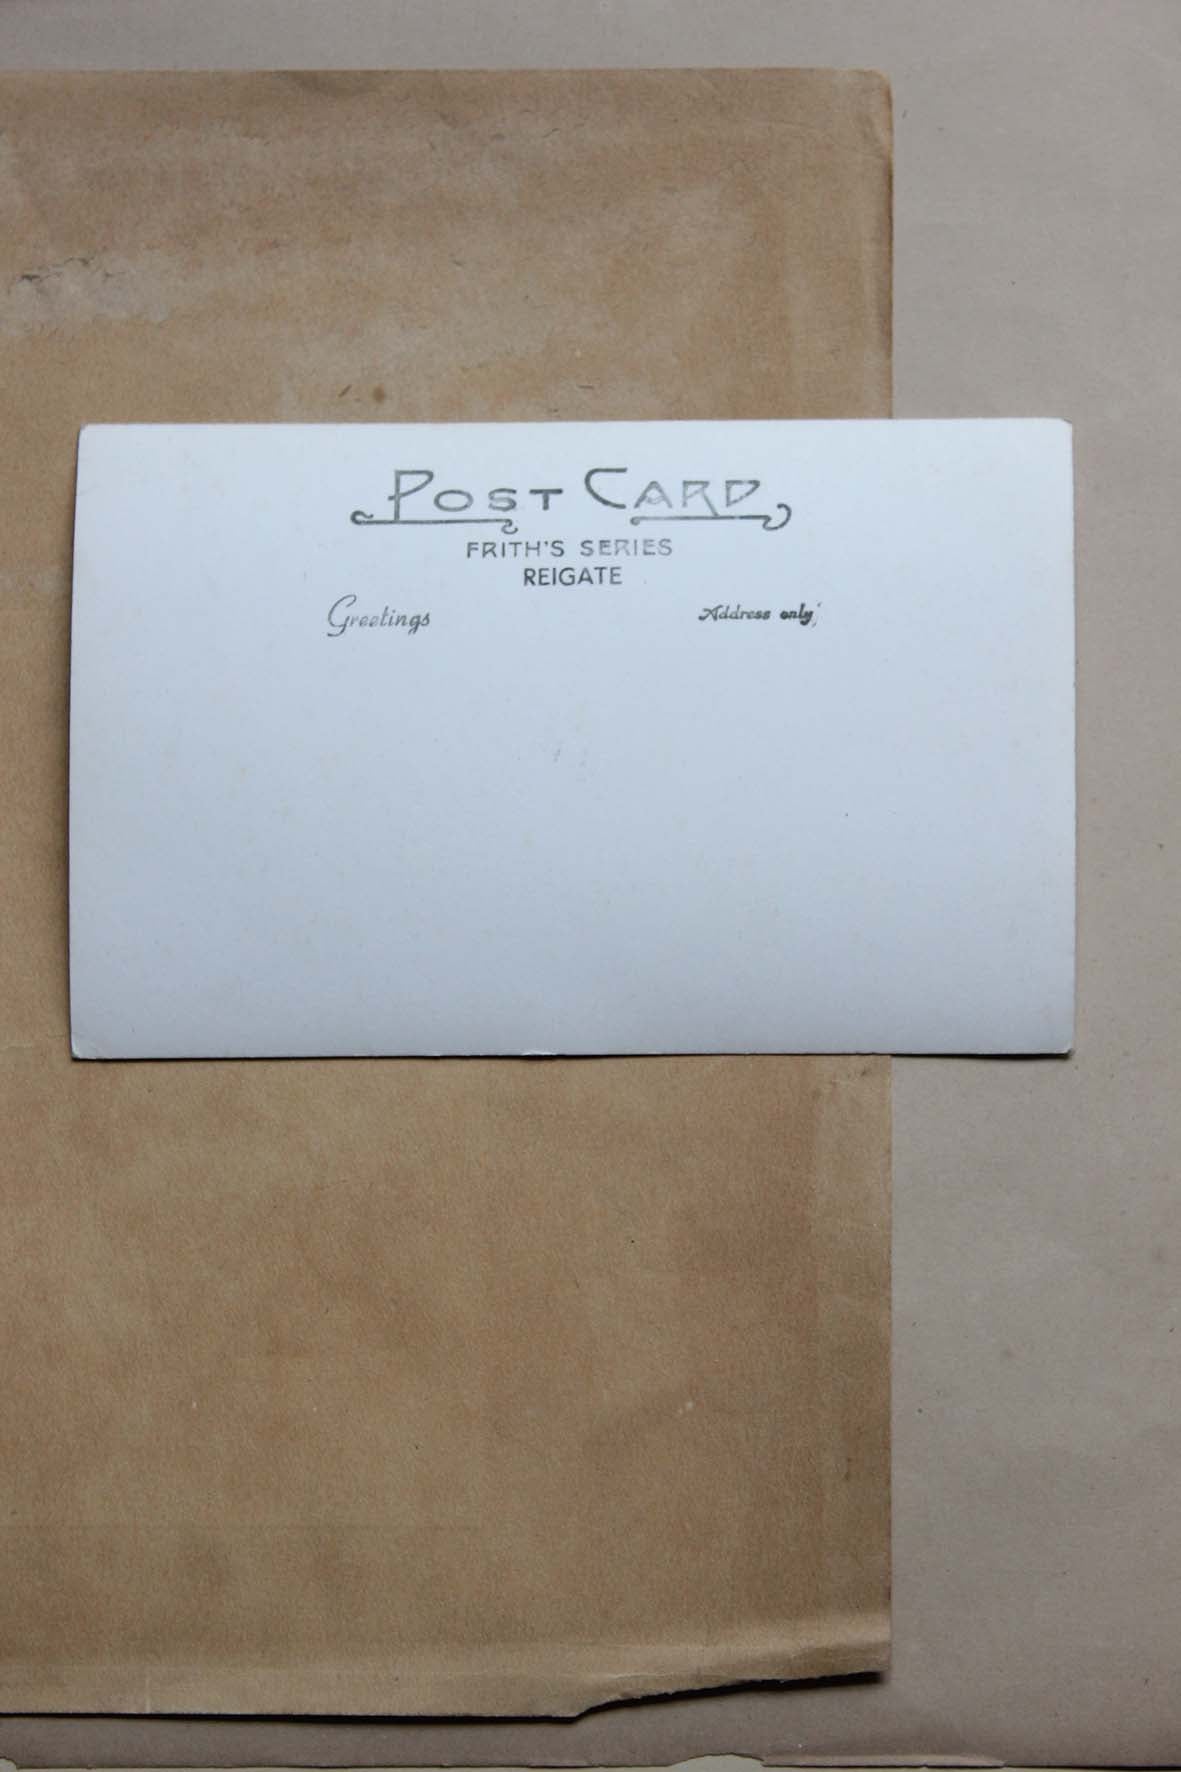 POST CARD
FRITH'S SERIES
REIGATE
Greetings
Address only